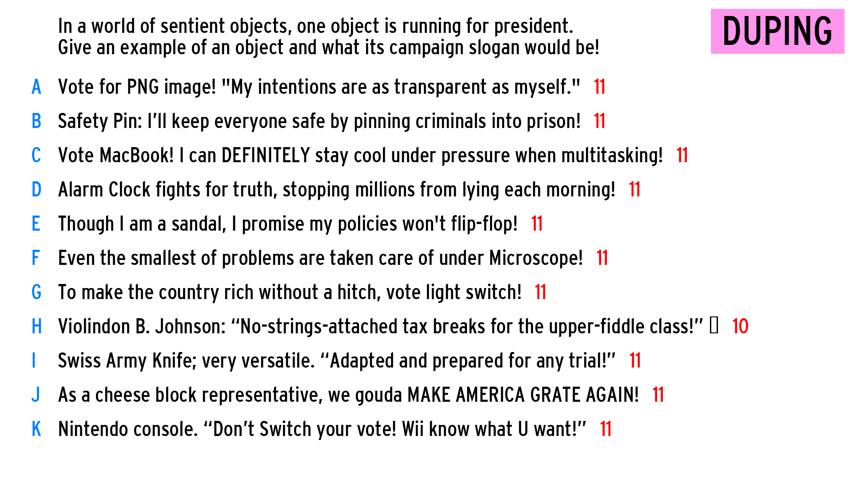 In a world of sentient objects, one object is running for president.
Give an example of an object and what its campaign slogan would be!
DUPING
A Vote for PNG image! "My intentions are as transparent as myself." 11
B Safety Pin: I’ll keep everyone safe by pinning criminals into prison! 11
C Vote MacBook! I can DEFINITELY stay cool under pressure when multitasking! 11
D Alarm Clock fights for truth, stopping millions from lying each morning! 11
E Though I am a sandal, I promise my policies won't flip-flop! 11
F Even the smallest of problems are taken care of under Microscope! 11
G To make the country rich without a hitch, vote light switch! 11
H Violindon B. Johnson: “No-strings-attached tax breaks for the upper-fiddle class!” 10
I Swiss Army Knife; very versatile. “Adapted and prepared for any trial!” 11
J As a cheese block representative, we gouda MAKE AMERICA GRATE AGAIN! 11
K Nintendo console. “Don’t Switch your vote! Wii know what U want!” 11